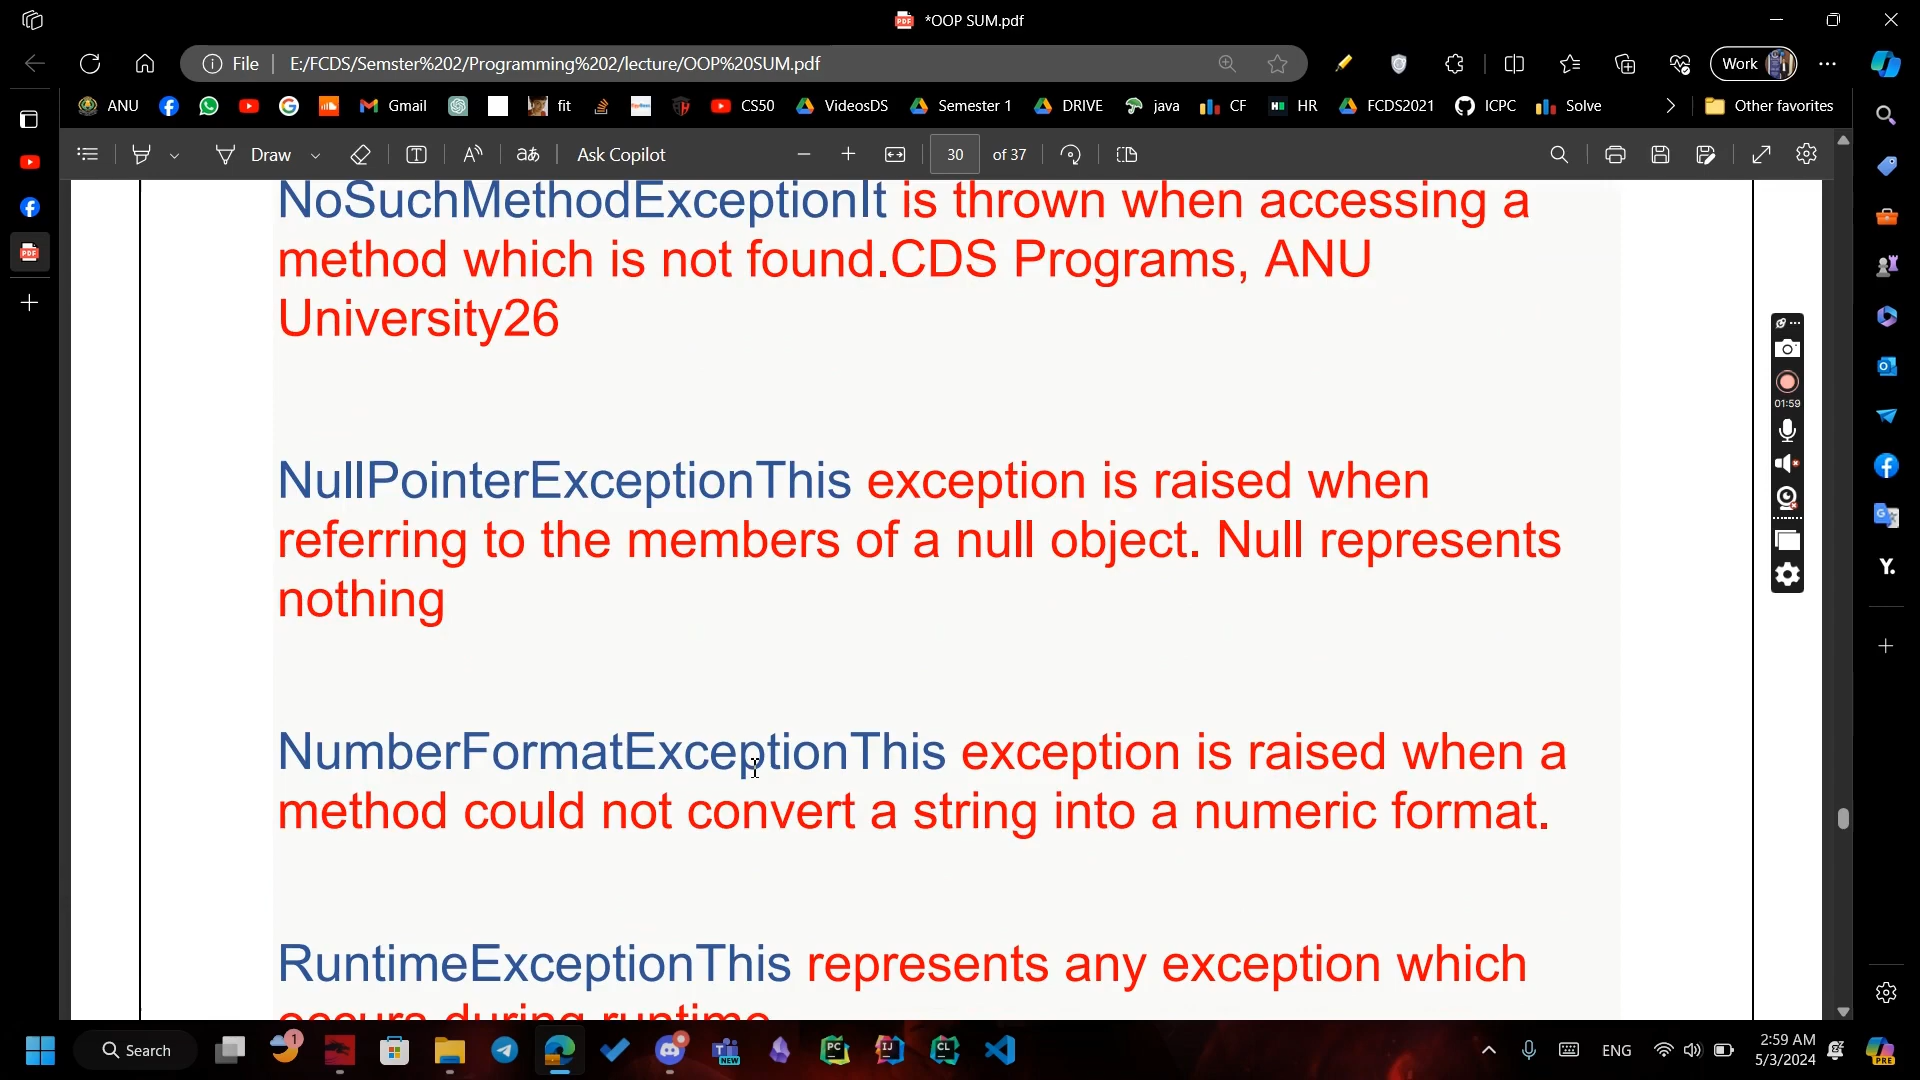 *OOP SUM.pdf
File E:/FCDS/Semster%202/Programming%202/lecture/OOP%20SUM.pdf
Work
ANU Gmail fit CS50 VideosDS Semester 1 DRIVE java CF HR FCDS2021 ICPC Solve Other favorites
Draw Ask Copilot 30 of 37
NoSuchMethodExceptionIt is thrown when accessing a
method which is not found.CDS Programs, ANU
University26
01:59
NullPointerExceptionThis exception is raised when
referring to the members of a null object. Null represents
nothing
NumberFormatExceptionThis exception is raised when a
method could not convert a string into a numeric format.
RuntimeExceptionThis represents any exception which
occurs during runtime
Search
ENG
2:59 AM
5/3/2024